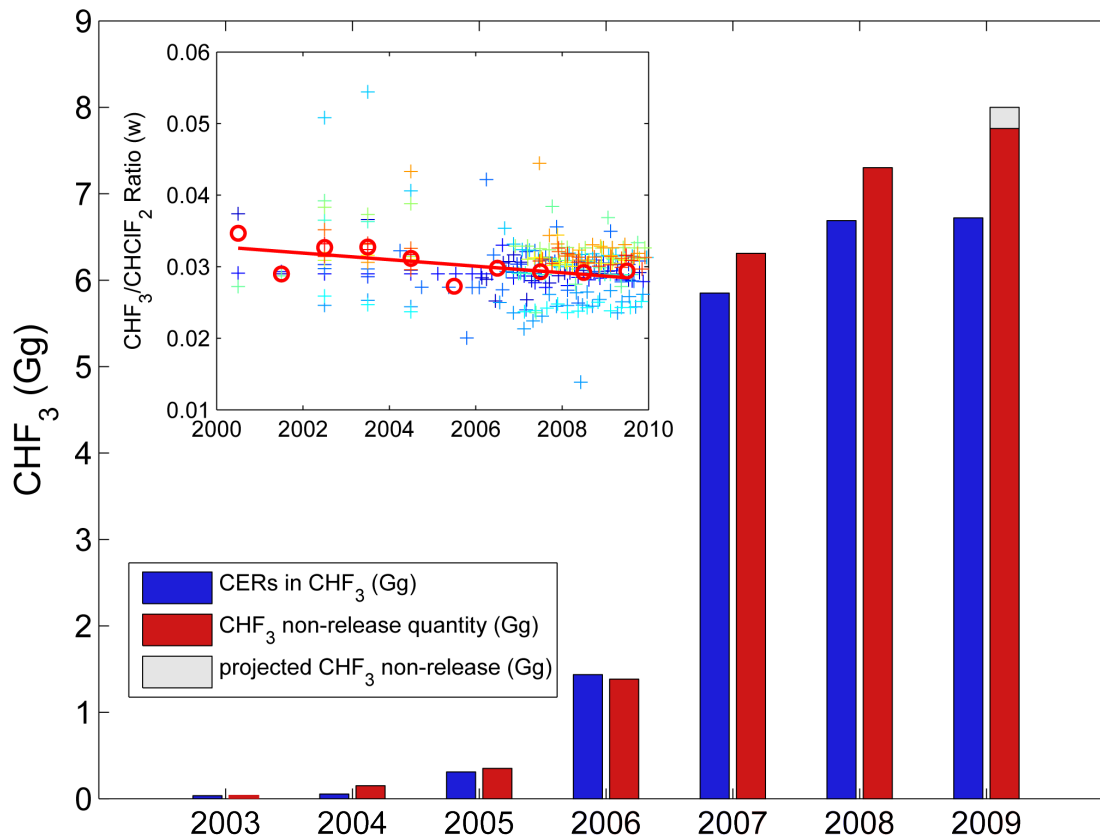 9
8
7
6
5
4
3
2
1
0
CHF3 (Gg)
2003 2004 2005 2006 2007 2008 2009
0.06
0.05
0.04
0.03
0.02
0.01
CHF3/CHClF2 Ratio (w)
2000 2002 2004 2006 2008 2010
CERs in CHF3 (Gg)
CHF3 non-release quantity (Gg)
projected CHF3 non-release (Gg)